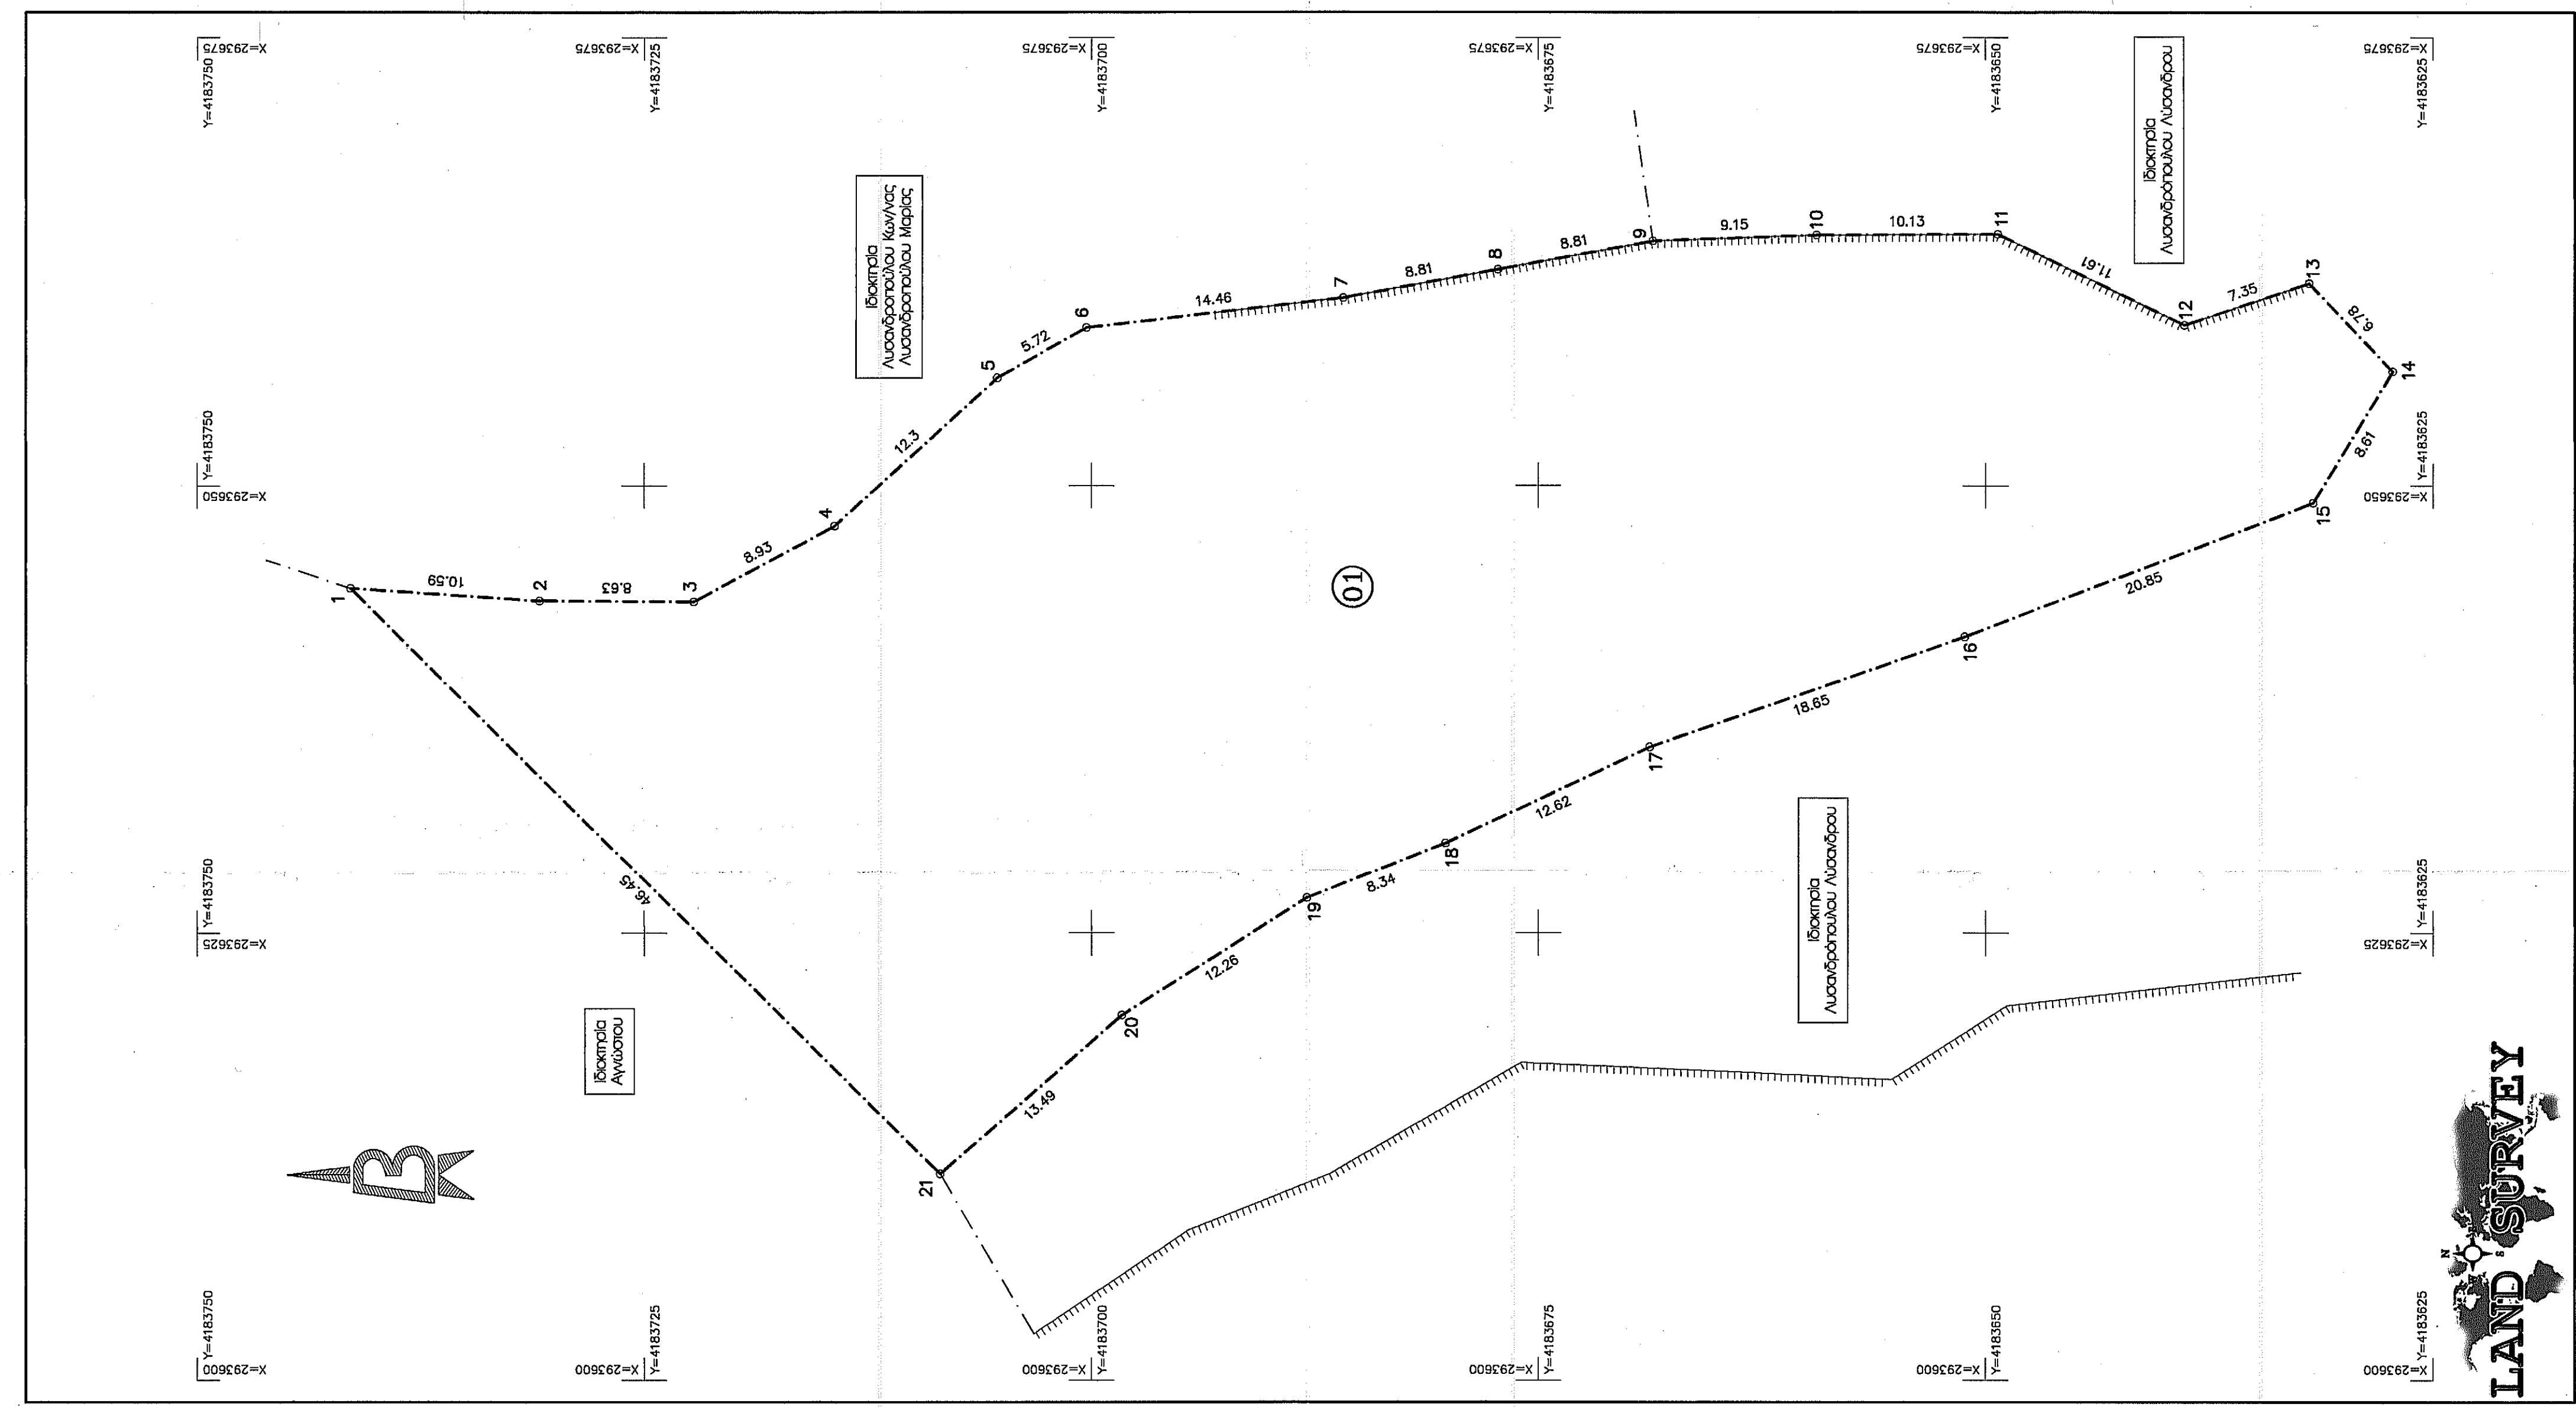 X=293675
Y=4183750
X=293675
Y=4183725
X=293675
Y=4183700
X=293675
Y=4183675
X=293675
Y=4183650
X=293675
Y=4183625
Ιδιοκτησία
Λυσανδροπούλου Κων/νας
Λυσανδροπούλου Μαρίας
Ιδιοκτησία
Λυσανδρόπουλου Λύσανδρου
Y=4183750
X=293650
Y=4183625
X=293650
1
10.59
2
8.63
3
8.93
4
12.3
5
5.72
6
14.46
7
8.81
8
8.81
9
9.15
10
10.13
11
11.61
12
7.35
13
6.78
14
8.61
15
20.85
16
18.65
17
12.62
18
8.34
19
12.26
20
13.49
21
46.45
01
Y=4183750
X=293625
Y=4183625
X=293625
Ιδιοκτησία
Αγνώστου
Ιδιοκτησία
Λυσανδρόπουλου Λύσανδρου
B
Y=4183750
X=293600
Y=4183725
X=293600
Y=4183700
X=293600
Y=4183675
X=293600
Y=4183650
X=293600
Y=4183625
X=293600
N
W
E
S
LAND SURVEY